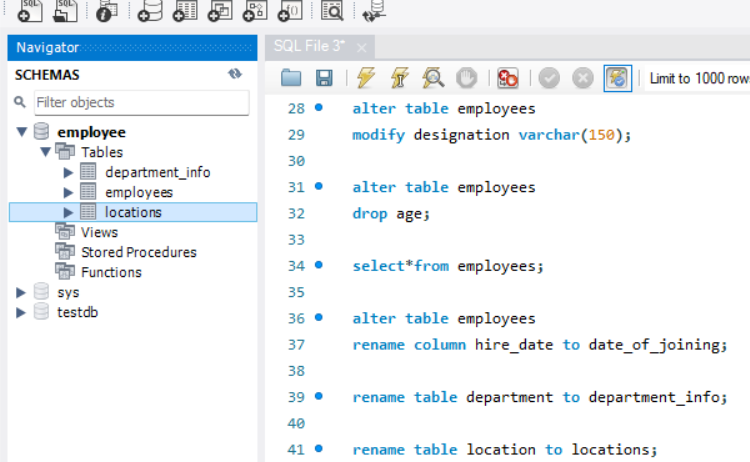 SQL
SQL
Navigator
SCHEMAS
Filter objects
employee
Tables
department_info
employees
locations
Views
Stored Procedures
Functions
sys
testdb
SQL File 3*
Limit to 1000 rows
28 alter table employees
29 modify designation varchar(150);
30
31 alter table employees
32 drop age;
33
34 select*from employees;
35
36 alter table employees
37 rename column hire_date to date_of_joining;
38
39 rename table department to department_info;
40
41 rename table location to locations;